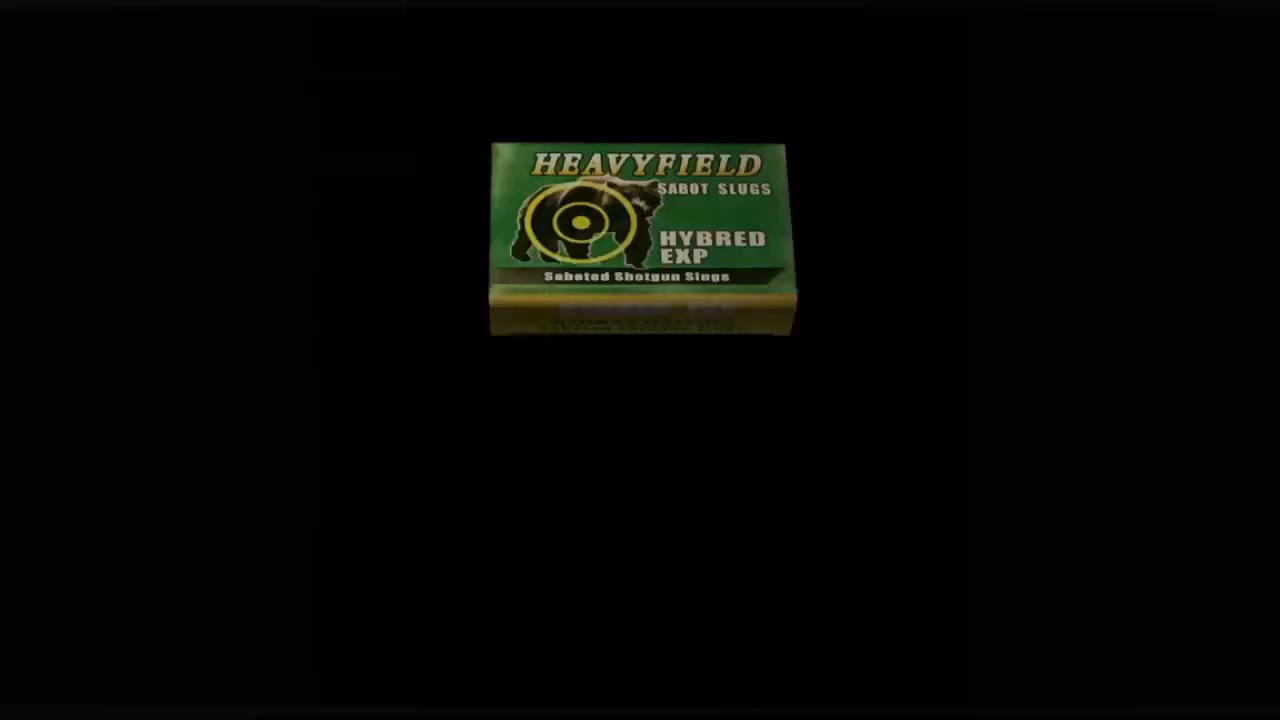 HEAVYFIELD
SABOT SLUGS
HYBRED
EXP
Saboted Shotgun Slugs